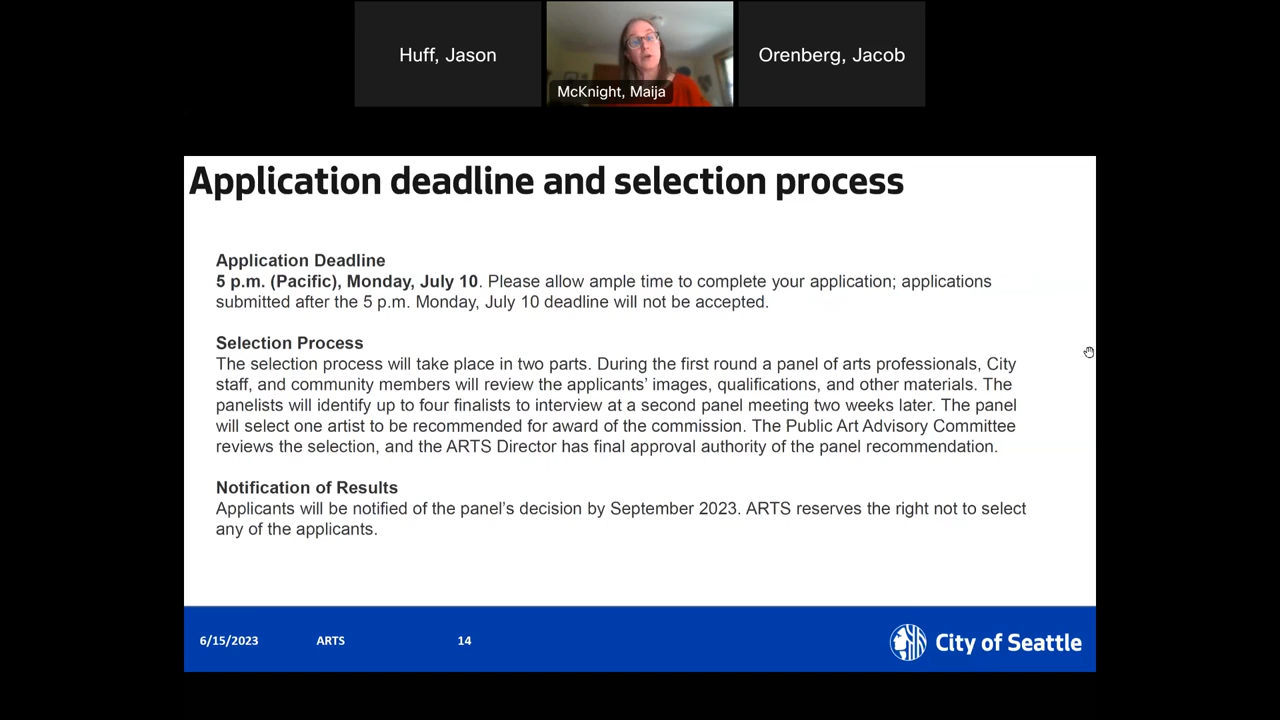 Huff, Jason
McKnight, Maija
Orenberg, Jacob
Application deadline and selection process
Application Deadline
5 p.m. (Pacific), Monday, July 10. Please allow ample time to complete your application; applications
submitted after the 5 p.m. Monday, July 10 deadline will not be accepted.
Selection Process
The selection process will take place in two parts. During the first round a panel of arts professionals, City
staff, and community members will review the applicants’ images, qualifications, and other materials. The
panelists will identify up to four finalists to interview at a second panel meeting two weeks later. The panel
will select one artist to be recommended for award of the commission. The Public Art Advisory Committee
reviews the selection, and the ARTS Director has final approval authority of the panel recommendation.
Notification of Results
Applicants will be notified of the panel’s decision by September 2023. ARTS reserves the right not to select
any of the applicants.
6/15/2023 ARTS 14 City of Seattle